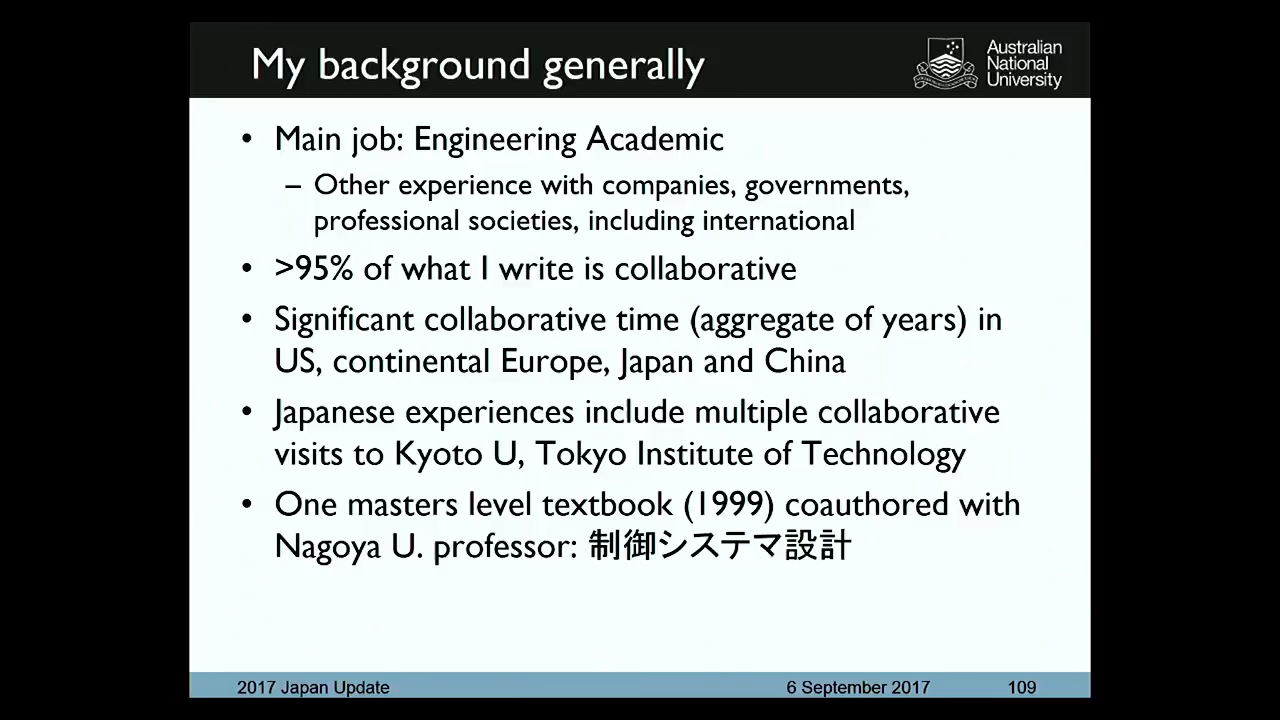 My background generally
Australian
National
University
• Main job: Engineering Academic
– Other experience with companies, governments,
professional societies, including international
• >95% of what I write is collaborative
• Significant collaborative time (aggregate of years) in
US, continental Europe, Japan and China
• Japanese experiences include multiple collaborative
visits to Kyoto U, Tokyo Institute of Technology
• One masters level textbook (1999) coauthored with
Nagoya U. professor: 制御システマ設計
2017 Japan Update 6 September 2017 109